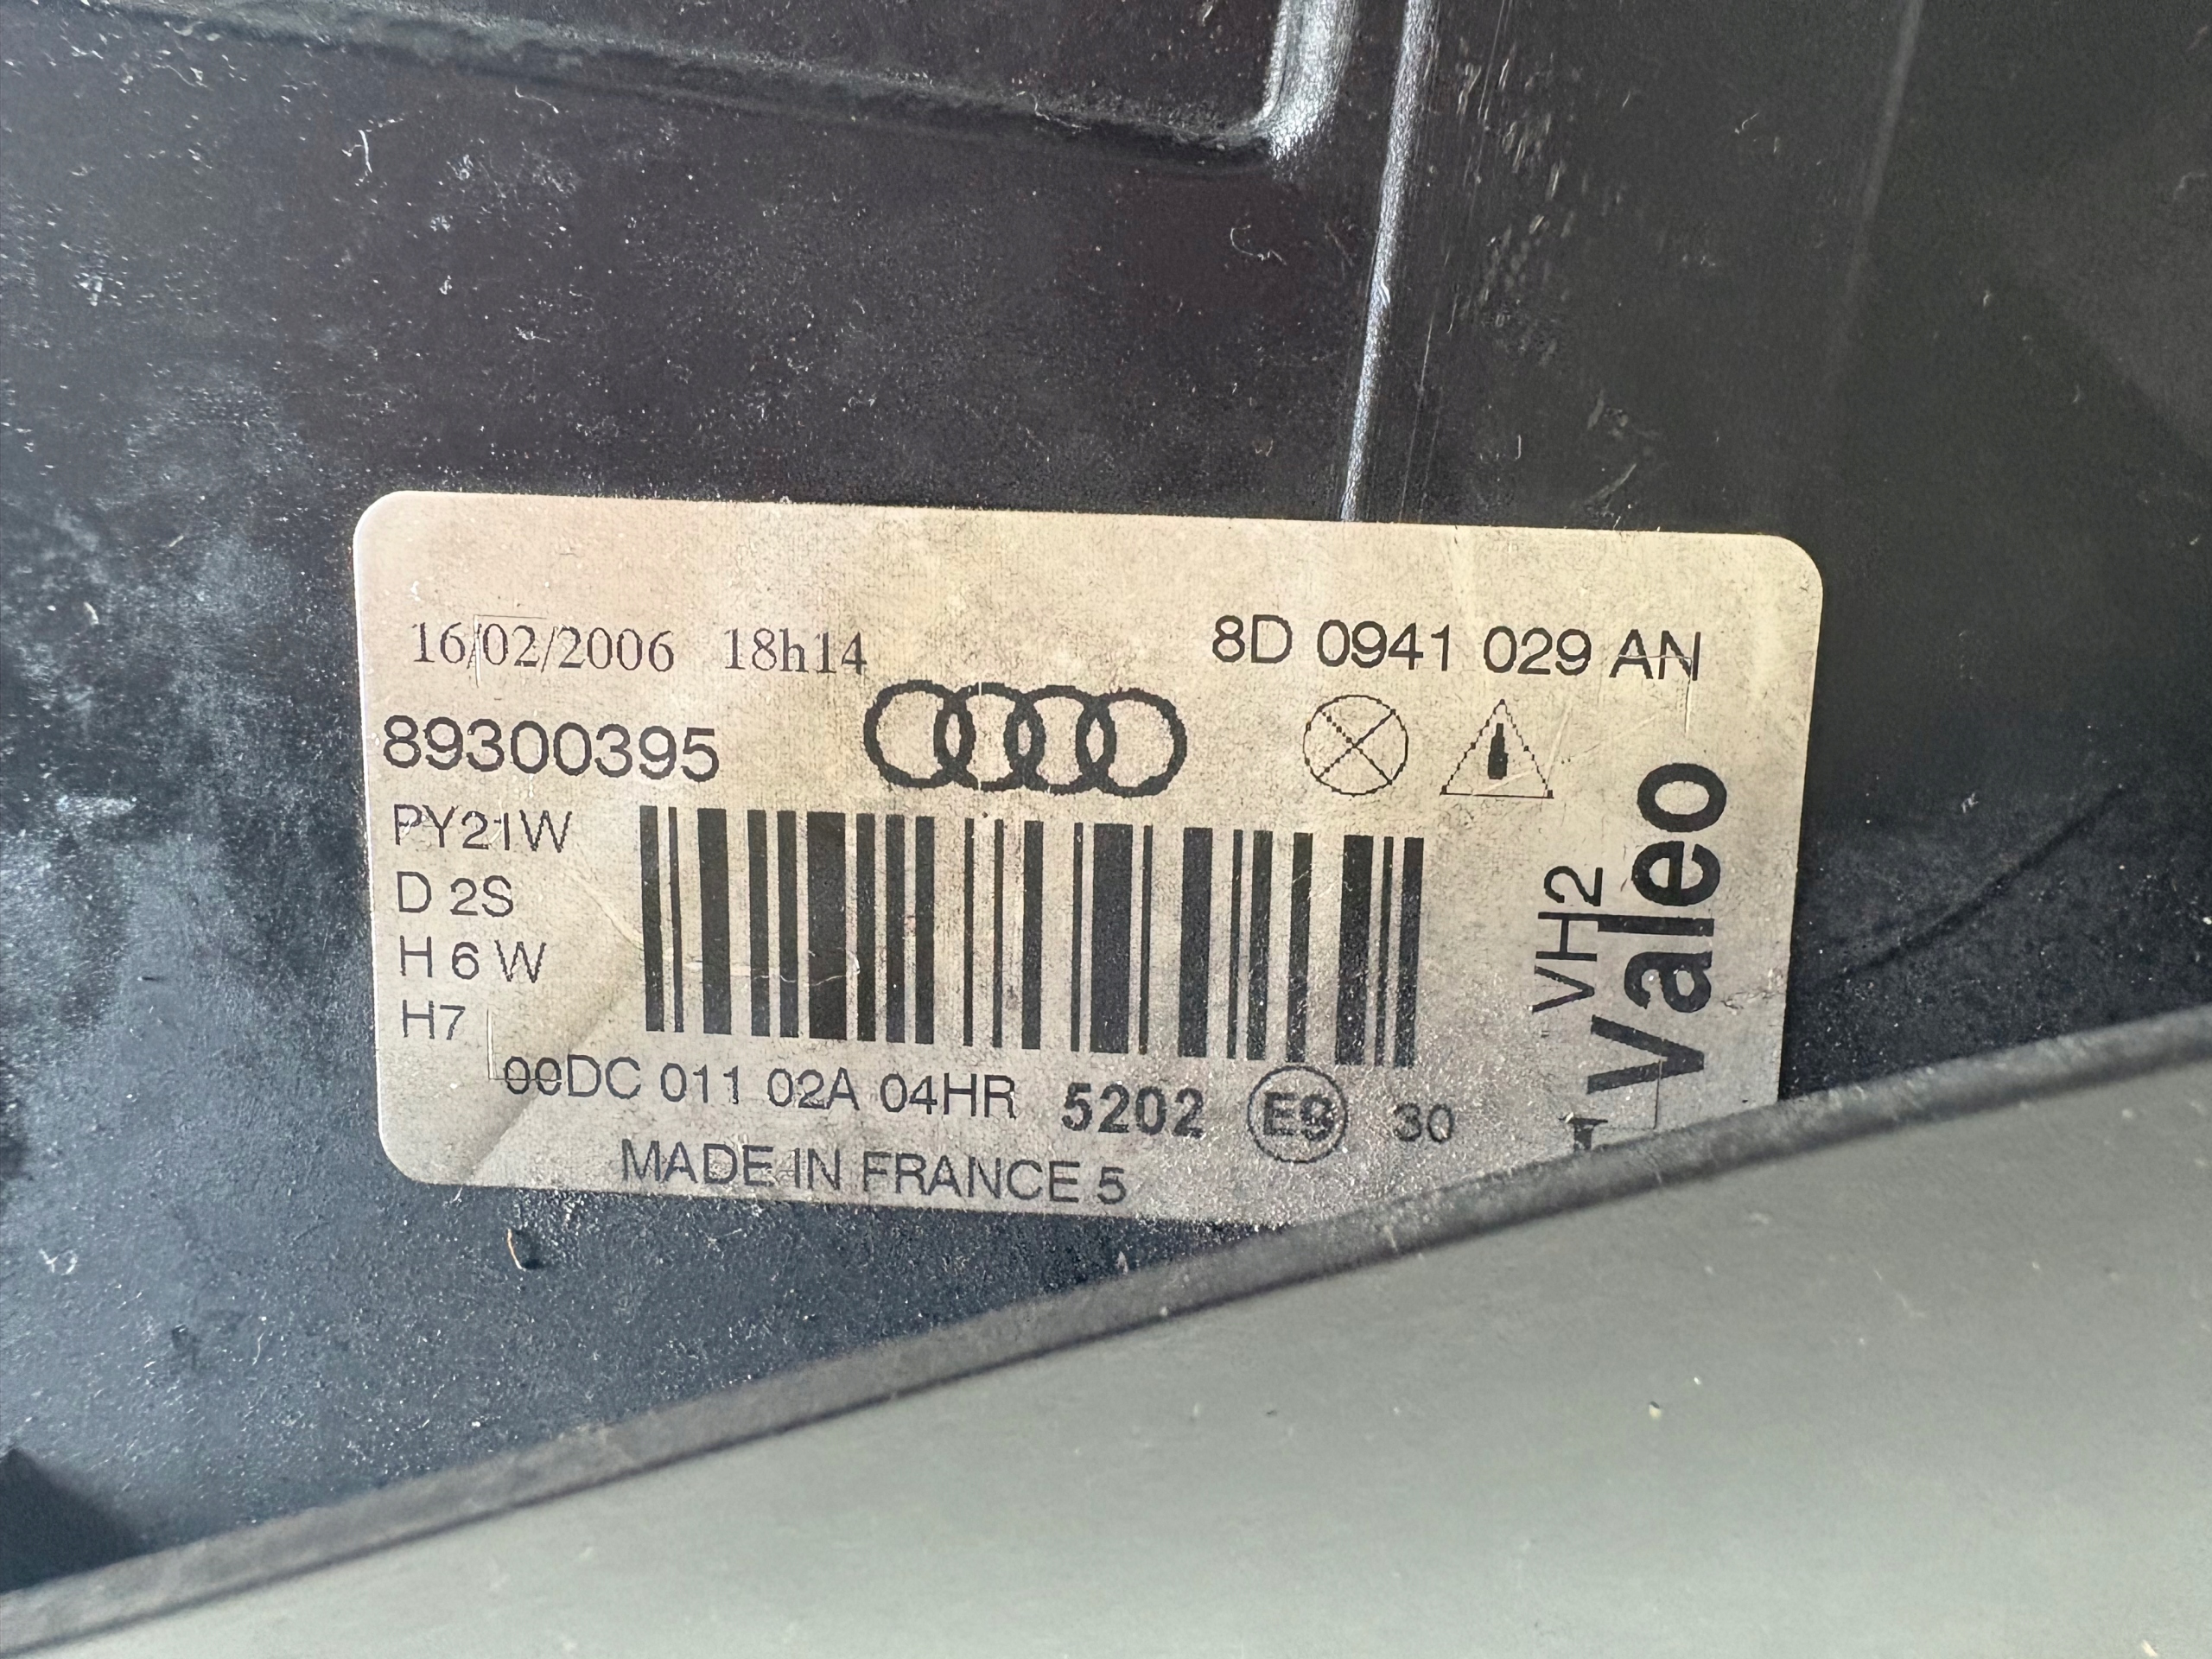 16/02/2006 18h14
8D 0941 029 AN
89300395
PY21W
D 2S
H 6 W
H7
VH2
Valeo
00DC 011 02A 04HR 5202 E9 30
MADE IN FRANCE 5